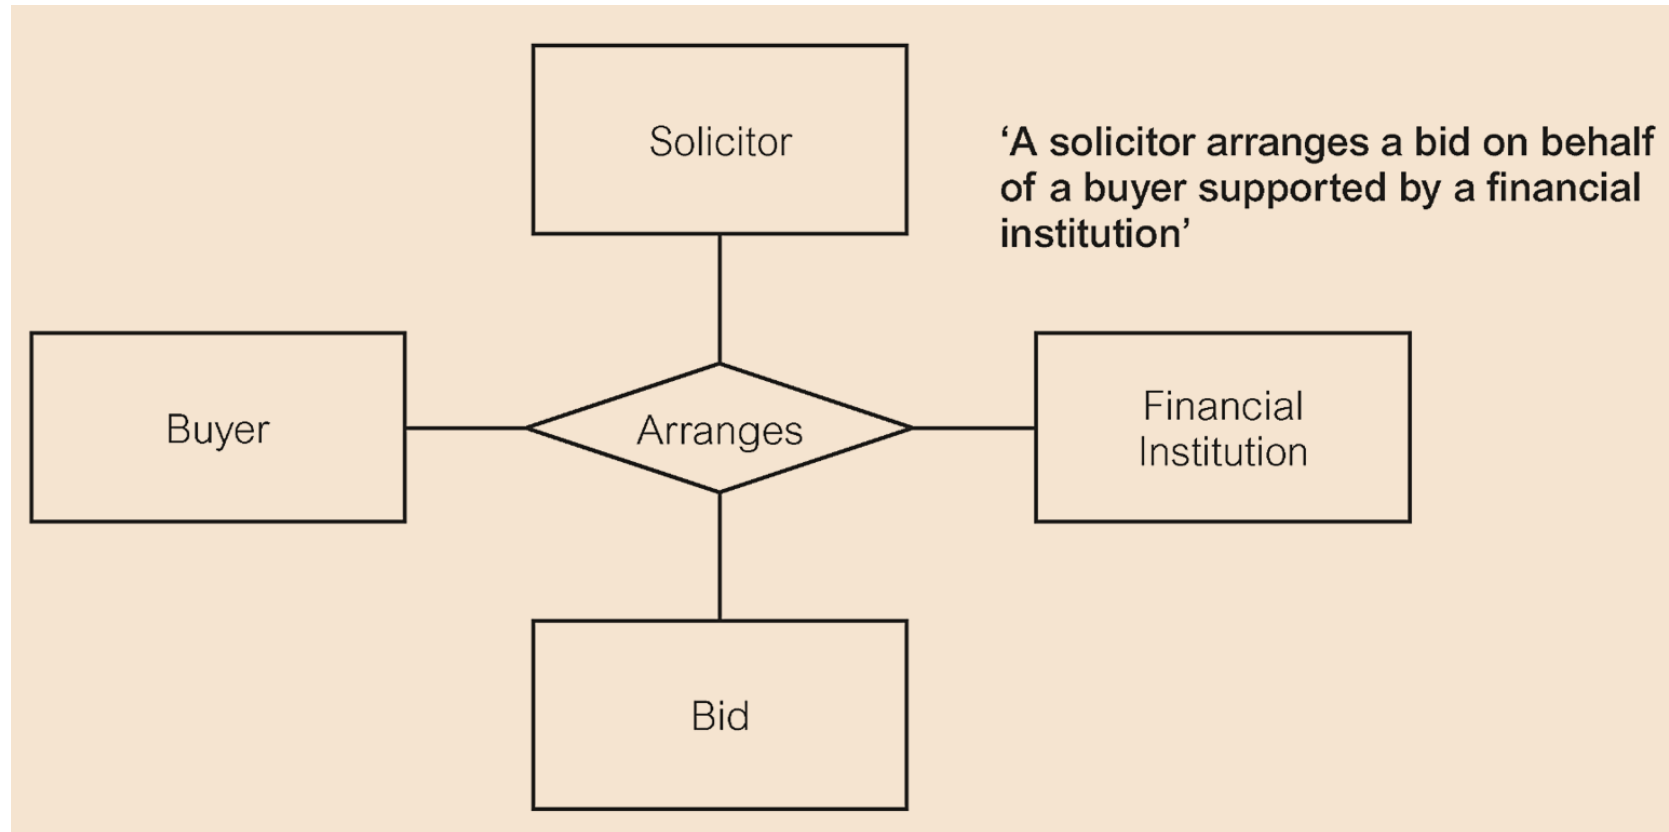 Solicitor
‘A solicitor arranges a bid on behalf
of a buyer supported by a financial
institution’
Buyer
Arranges
Financial
Institution
Bid